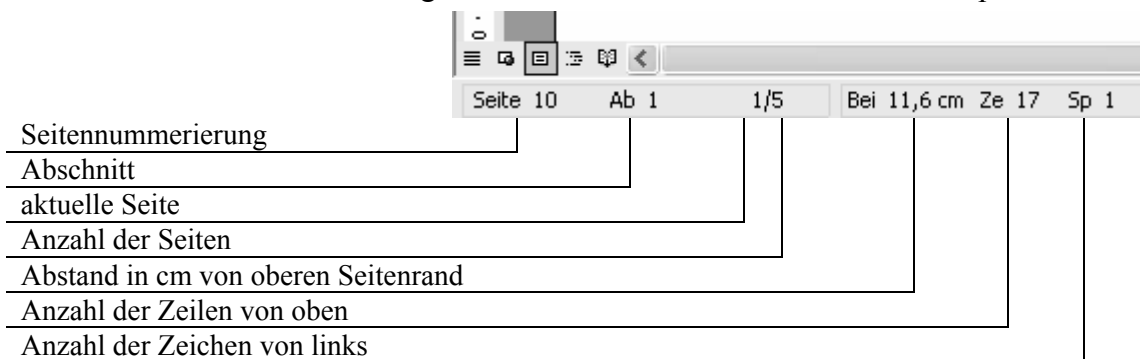 Seite 10 Ab 1 1/5 Bei 11,6 cm Ze 17 Sp 1
Seitennummerierung
Abschnitt
aktuelle Seite
Anzahl der Seiten
Abstand in cm von oberen Seitenrand
Anzahl der Zeilen von oben
Anzahl der Zeichen von links